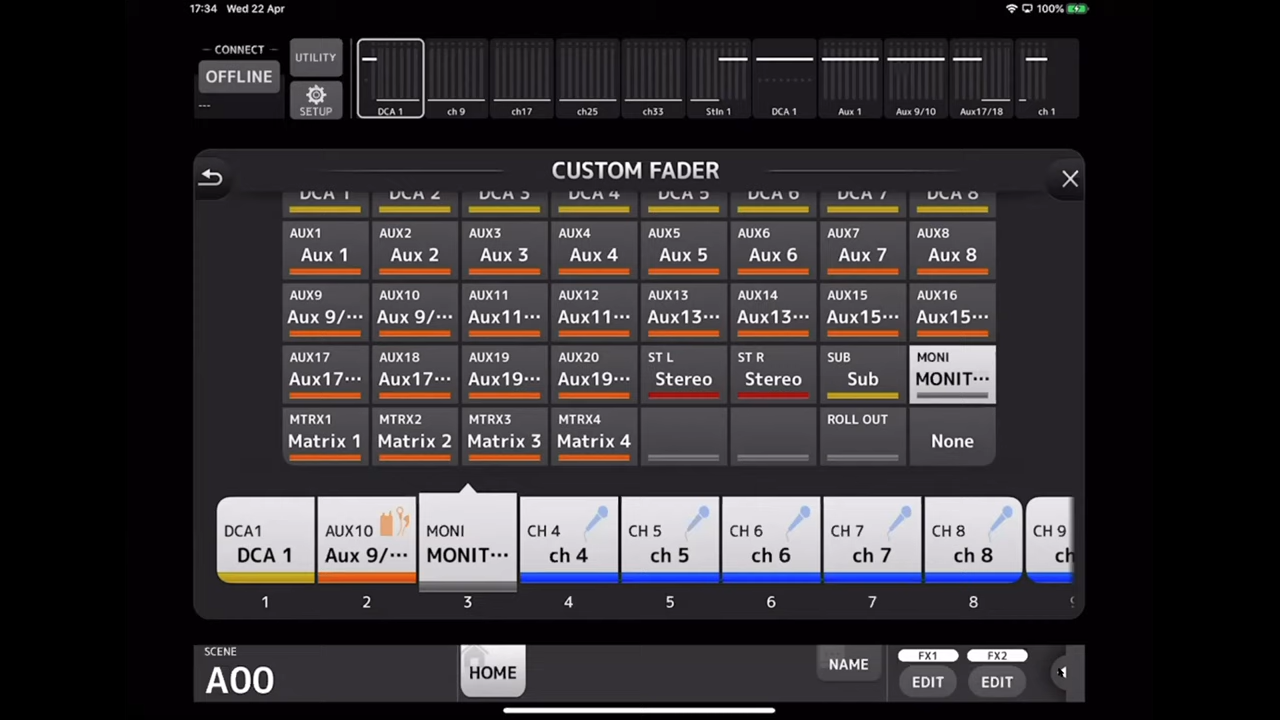 17:34 Wed 22 Apr 100%
CONNECT
OFFLINE
---
UTILITY
SETUP
DCA 1 ch 9 ch17 ch25 ch33 StIn 1 DCA 1 Aux 1 Aux 9/10 Aux17/18 ch 1
CUSTOM FADER
DCA 1 DCA 2 DCA 3 DCA 4 DCA 5 DCA 6 DCA 7 DCA 8
AUX1 AUX2 AUX3 AUX4 AUX5 AUX6 AUX7 AUX8
Aux 1 Aux 2 Aux 3 Aux 4 Aux 5 Aux 6 Aux 7 Aux 8
AUX9 AUX10 AUX11 AUX12 AUX13 AUX14 AUX15 AUX16
Aux 9/··· Aux 9/··· Aux11··· Aux11··· Aux13··· Aux13··· Aux15··· Aux15···
AUX17 AUX18 AUX19 AUX20 ST L ST R SUB MONI
Aux17··· Aux17··· Aux19··· Aux19··· Stereo Stereo Sub MONIT···
MTRX1 MTRX2 MTRX3 MTRX4 ROLL OUT
Matrix 1 Matrix 2 Matrix 3 Matrix 4 None
DCA1 AUX10 MONI CH 4 CH 5 CH 6 CH 7 CH 8 CH 9
DCA 1 Aux 9/··· MONIT··· ch 4 ch 5 ch 6 ch 7 ch 8 ch
1 2 3 4 5 6 7 8
SCENE
A00
HOME
NAME
FX1 FX2
EDIT EDIT